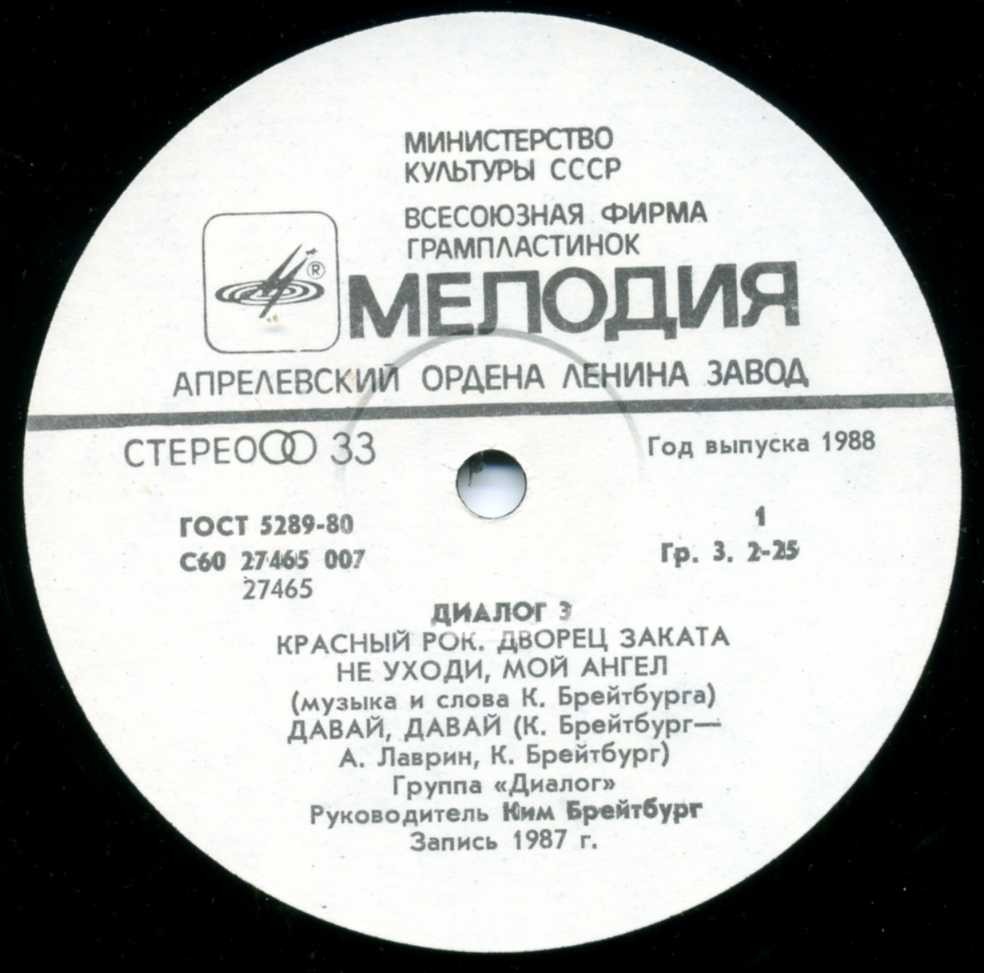 МИНИСТЕРСТВО
КУЛЬТУРЫ СССР
ВСЕСОЮЗНАЯ ФИРМА
ГРАМПЛАСТИНОК
®
МЕЛОДИЯ
АПРЕЛЕВСКИЙ ОРДЕНА ЛЕНИНА ЗАВОД
СТЕРЕО 33
Год выпуска 1988
ГОСТ 5289-80
1
С60 27465 007
Гр. 3. 2-25
27465
ДИАЛОГ 3
КРАСНЫЙ РОК. ДВОРЕЦ ЗАКАТА
НЕ УХОДИ, МОЙ АНГЕЛ
(музыка и слова К. Брейтбурга)
ДАВАЙ, ДАВАЙ (К. Брейтбург—
А. Лаврин, К. Брейтбург)
Группа «Диалог»
Руководитель Ким Брейтбург
Запись 1987 г.